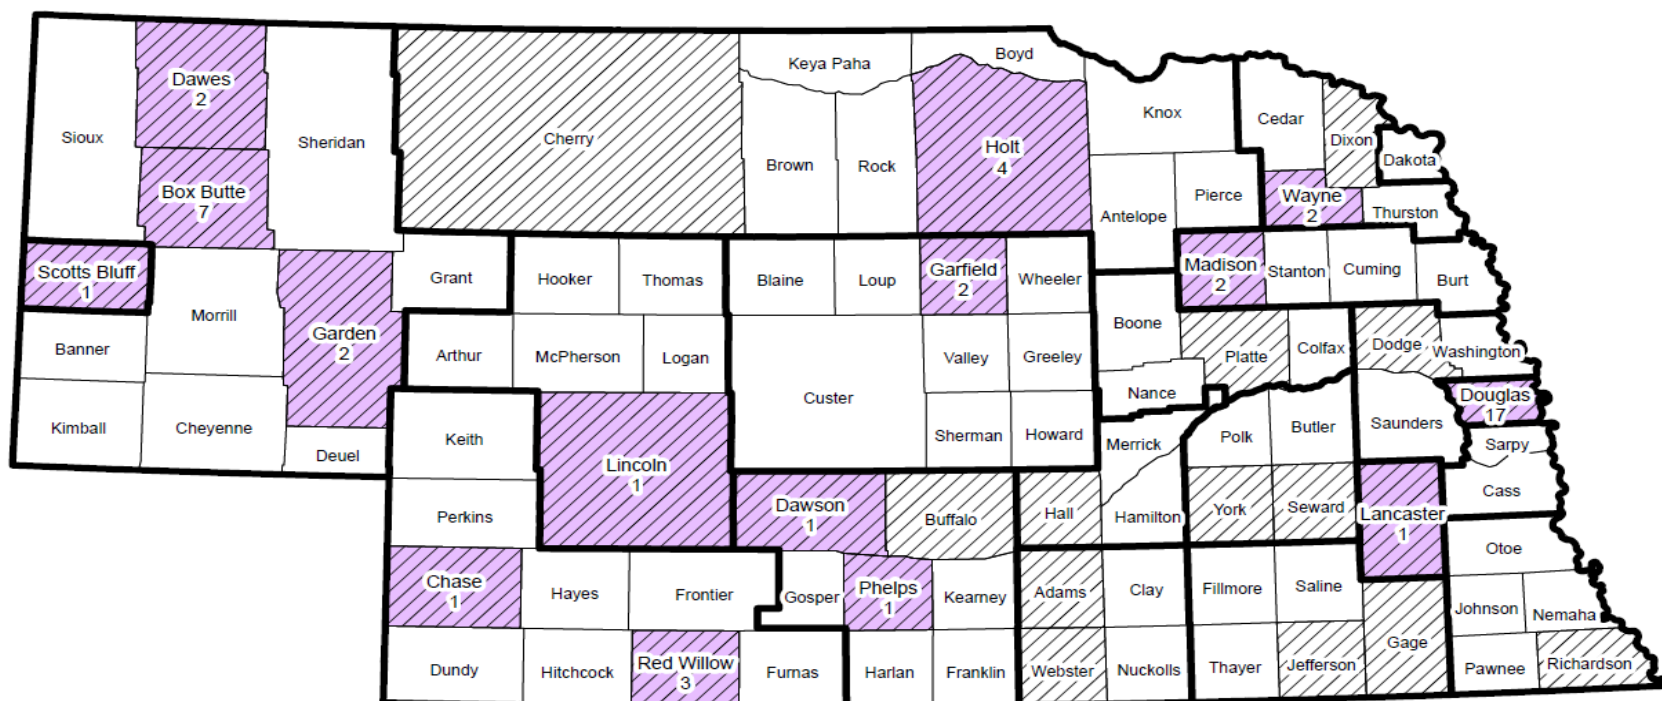 Dawes
2
Sioux
Sheridan
Box Butte
7
Cherry
Keya Paha
Boyd
Brown
Rock
Holt
4
Knox
Cedar
Dixon
Dakota
Antelope
Pierce
Wayne
2
Thurston
Scotts Bluff
1
Morrill
Garden
2
Grant
Hooker
Thomas
Blaine
Loup
Garfield
2
Wheeler
Madison
2
Stanton
Cuming
Burt
Banner
Arthur
McPherson
Logan
Valley
Greeley
Boone
Platte
Colfax
Dodge
Washington
Kimball
Cheyenne
Deuel
Keith
Custer
Sherman
Howard
Nance
Merrick
Polk
Butler
Saunders
Douglas
17
Sarpy
Lincoln
1
Perkins
Dawson
1
Buffalo
Hall
Hamilton
York
Seward
Lancaster
1
Cass
Otoe
Chase
1
Hayes
Frontier
Gosper
Phelps
1
Kearney
Adams
Clay
Fillmore
Saline
Gage
Johnson
Nemaha
Dundy
Hitchcock
Red Willow
3
Furnas
Harlan
Franklin
Webster
Nuckolls
Thayer
Jefferson
Pawnee
Richardson